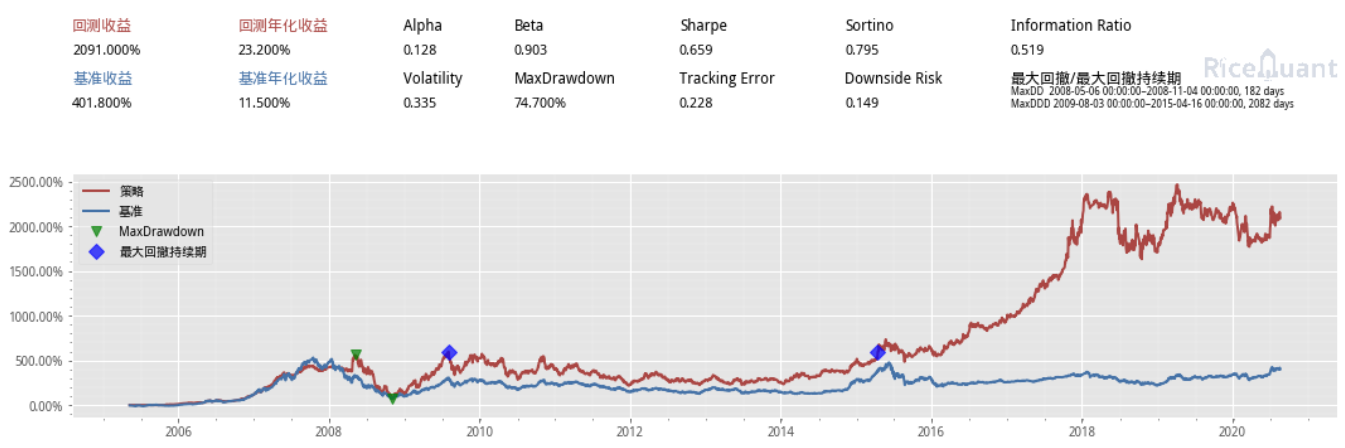 回测收益 回测年化收益 Alpha Beta Sharpe Sortino Information Ratio
2091.000% 23.200% 0.128 0.903 0.659 0.795 0.519
基准收益 基准年化收益 Volatility MaxDrawdown Tracking Error Downside Risk 最大回撤/最大回撤持续期
401.800% 11.500% 0.335 74.700% 0.228 0.149
MaxDD 2008-05-06 00:00:00~2008-11-04 00:00:00, 182 days
MaxDDD 2009-08-03 00:00:00~2015-04-16 00:00:00, 2082 days
RiceQuant
策略
基准
MaxDrawdown
最大回撤持续期
2500.00%
2000.00%
1500.00%
1000.00%
500.00%
0.00%
2006 2008 2010 2012 2014 2016 2018 2020